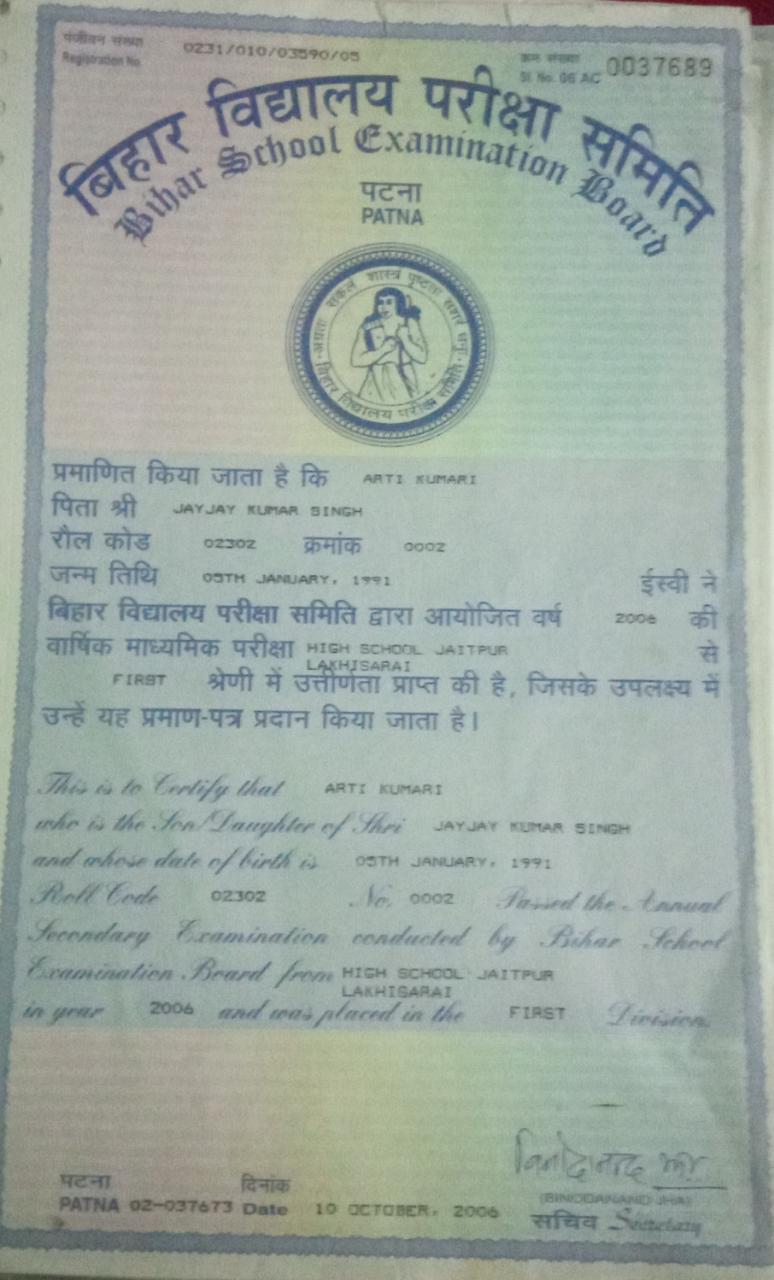 पंजीयन संख्या 0231/010/03590/05 क्रम संख्या 0037689
Registration No. Sl. No. 06 AC
बिहार विद्यालय परीक्षा समिति
Bihar School Examination Board
पटना
PATNA
बिहार विद्यालय परीक्षा समिति
प्रमाणित किया जाता है कि ARTI KUMARI
पिता श्री JAYJAY KUMAR SINGH
रौल कोड 02302 क्रमांक 0002
जन्म तिथि 05TH JANUARY, 1991 ईस्वी ने
बिहार विद्यालय परीक्षा समिति द्वारा आयोजित वर्ष 2006 की
वार्षिक माध्यमिक परीक्षा HIGH SCHOOL JAITPUR से
LAKHISARAI
FIRST श्रेणी में उत्तीर्णता प्राप्त की है, जिसके उपलक्ष्य में
उन्हें यह प्रमाण-पत्र प्रदान किया जाता है।
This is to Certify that ARTI KUMARI
who is the Son/Daughter of Shri JAYJAY KUMAR SINGH
and whose date of birth is 05TH JANUARY, 1991
Roll Code 02302 No. 0002 Passed the Annual
Secondary Examination conducted by Bihar School
Examination Board from HIGH SCHOOL JAITPUR
LAKHISARAI
in year 2006 and was placed in the FIRST Division.
पटना दिनांक
PATNA 02-037673 Date 10 OCTOBER, 2006
(BINODANAND JHA)
सचिव Secretary